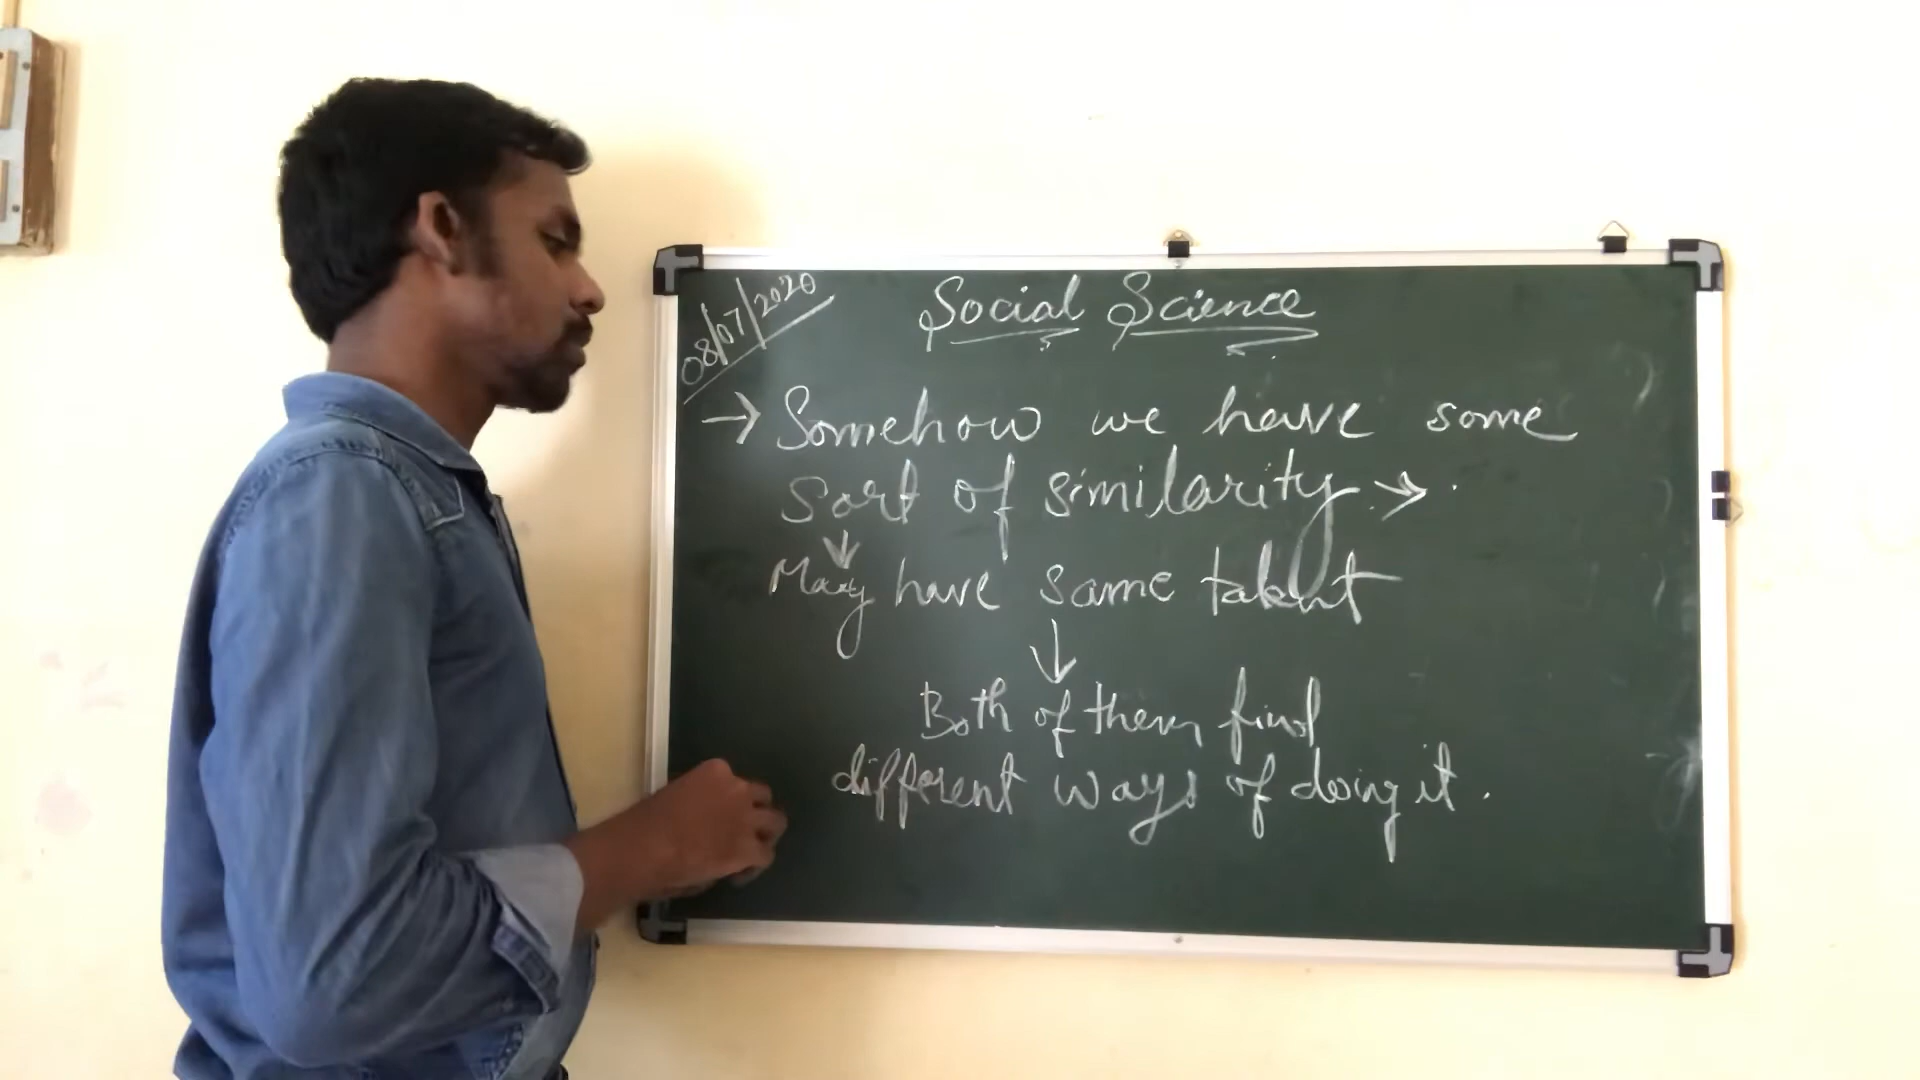 08/07/2020
Social Science
→ Somehow we have some
sort of similarity →
↓
May have same talent
↓
Both of them find
different ways of doing it.